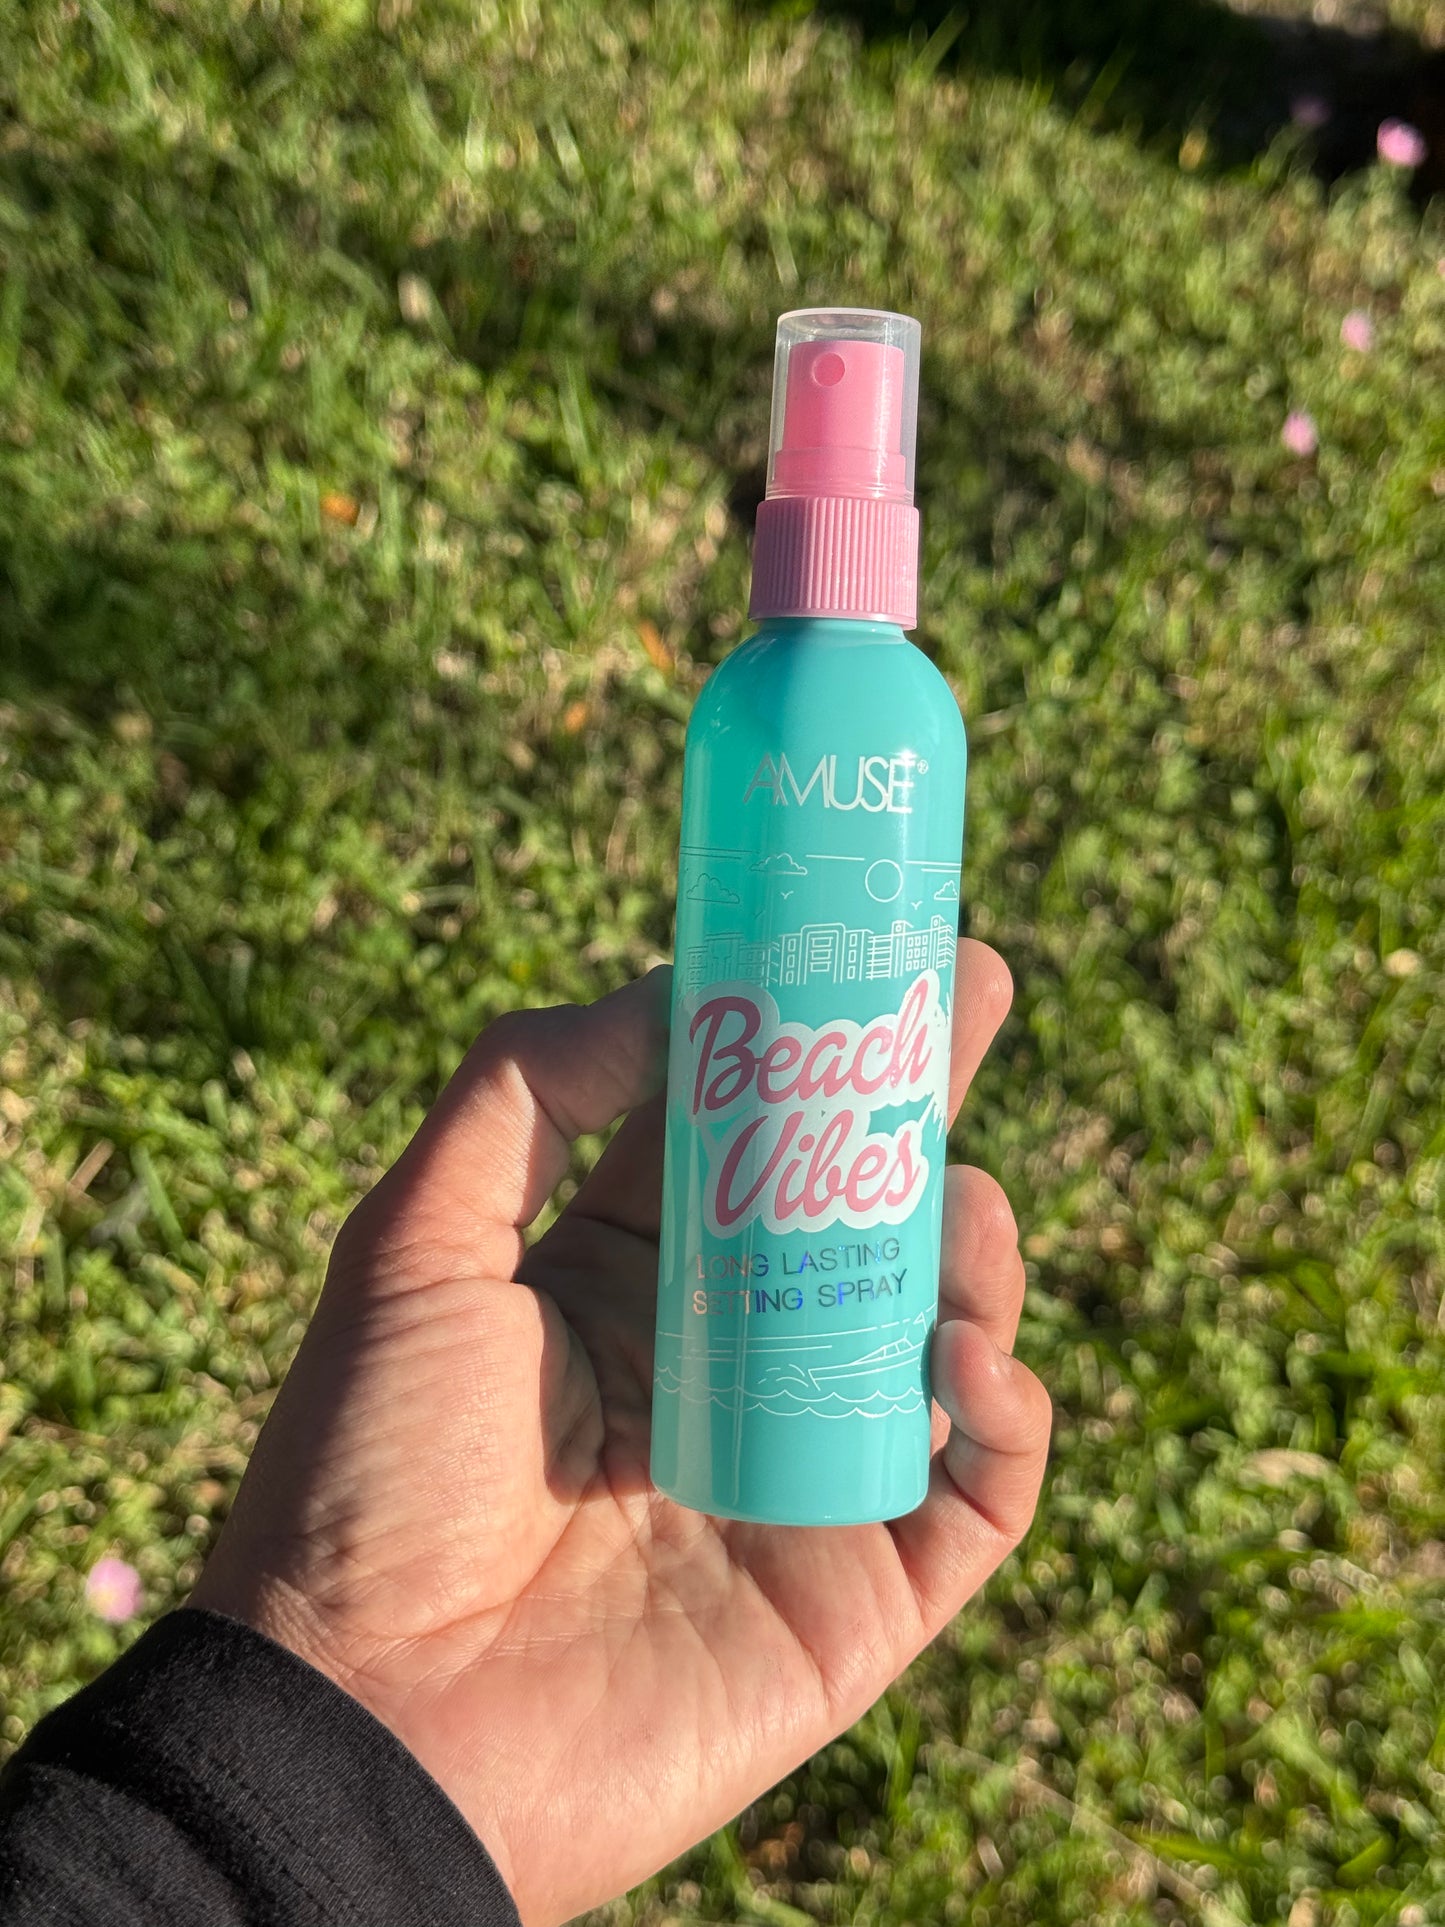 AMUSE®
Beach
Vibes
LONG LASTING
SETTING SPRAY